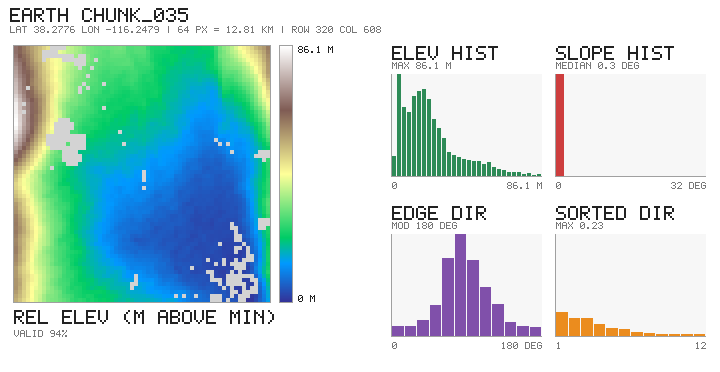 EARTH CHUNK_035
LAT 38.2776 LON -116.2479 | 64 PX = 12.81 KM | ROW 320 COL 608
86.1 M
0 M
REL ELEV (M ABOVE MIN)
VALID 94%
ELEV HIST
MAX 86.1 M
0 86.1 M
SLOPE HIST
MEDIAN 0.3 DEG
0 32 DEG
EDGE DIR
MOD 180 DEG
0 180 DEG
SORTED DIR
MAX 0.23
1 12